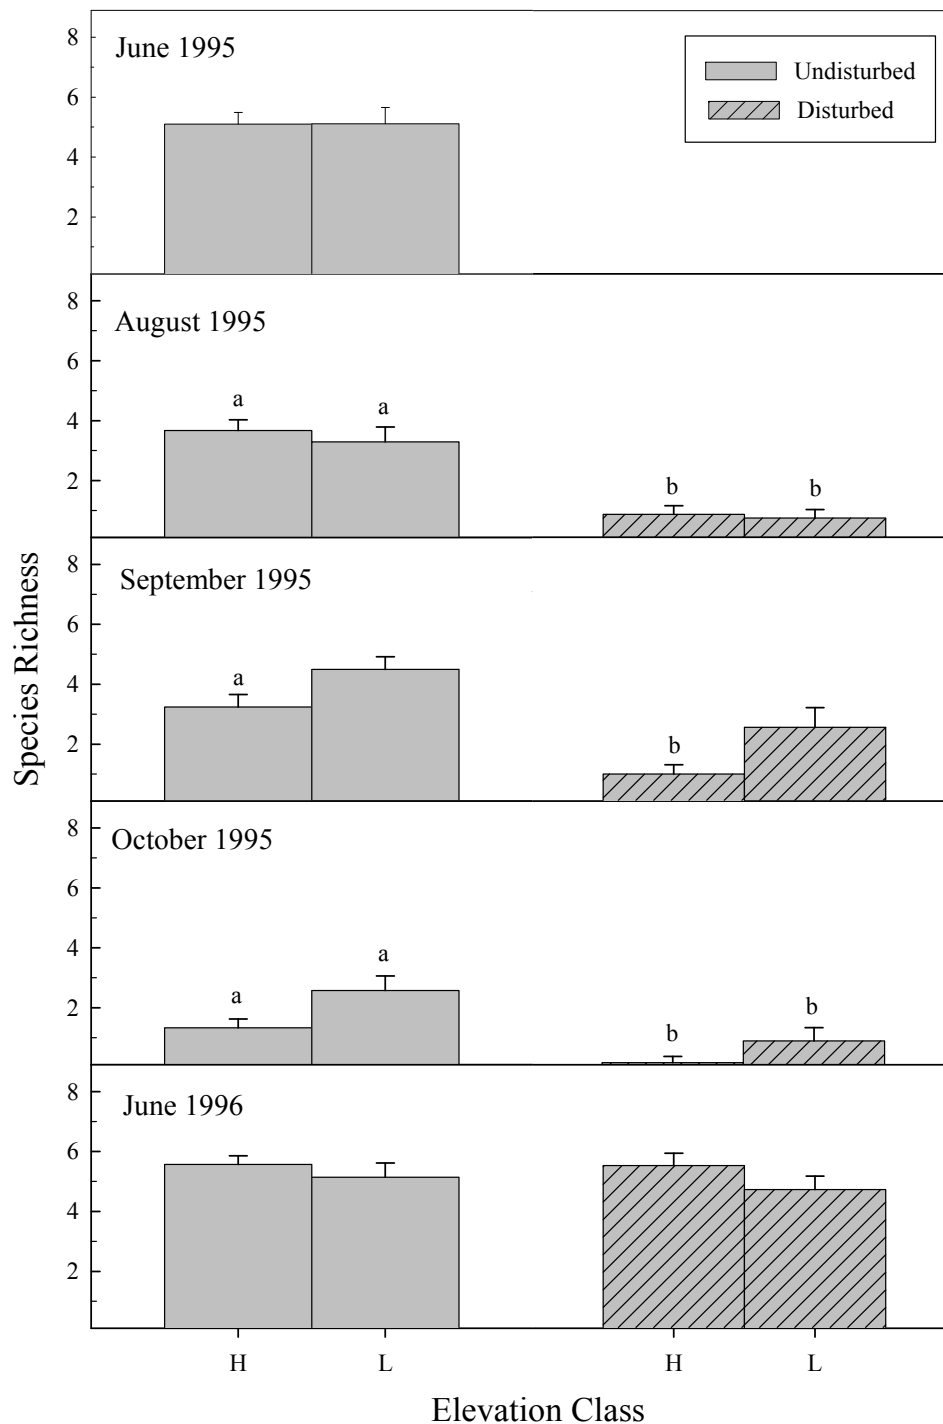 June 1995
Undisturbed
Disturbed
8
6
4
2
August 1995
8
6
4
2
a
a
b
b
September 1995
8
6
4
2
a
b
Species Richness
October 1995
8
6
4
2
a
a
b
b
June 1996
8
6
4
2
H
L
H
L
Elevation Class